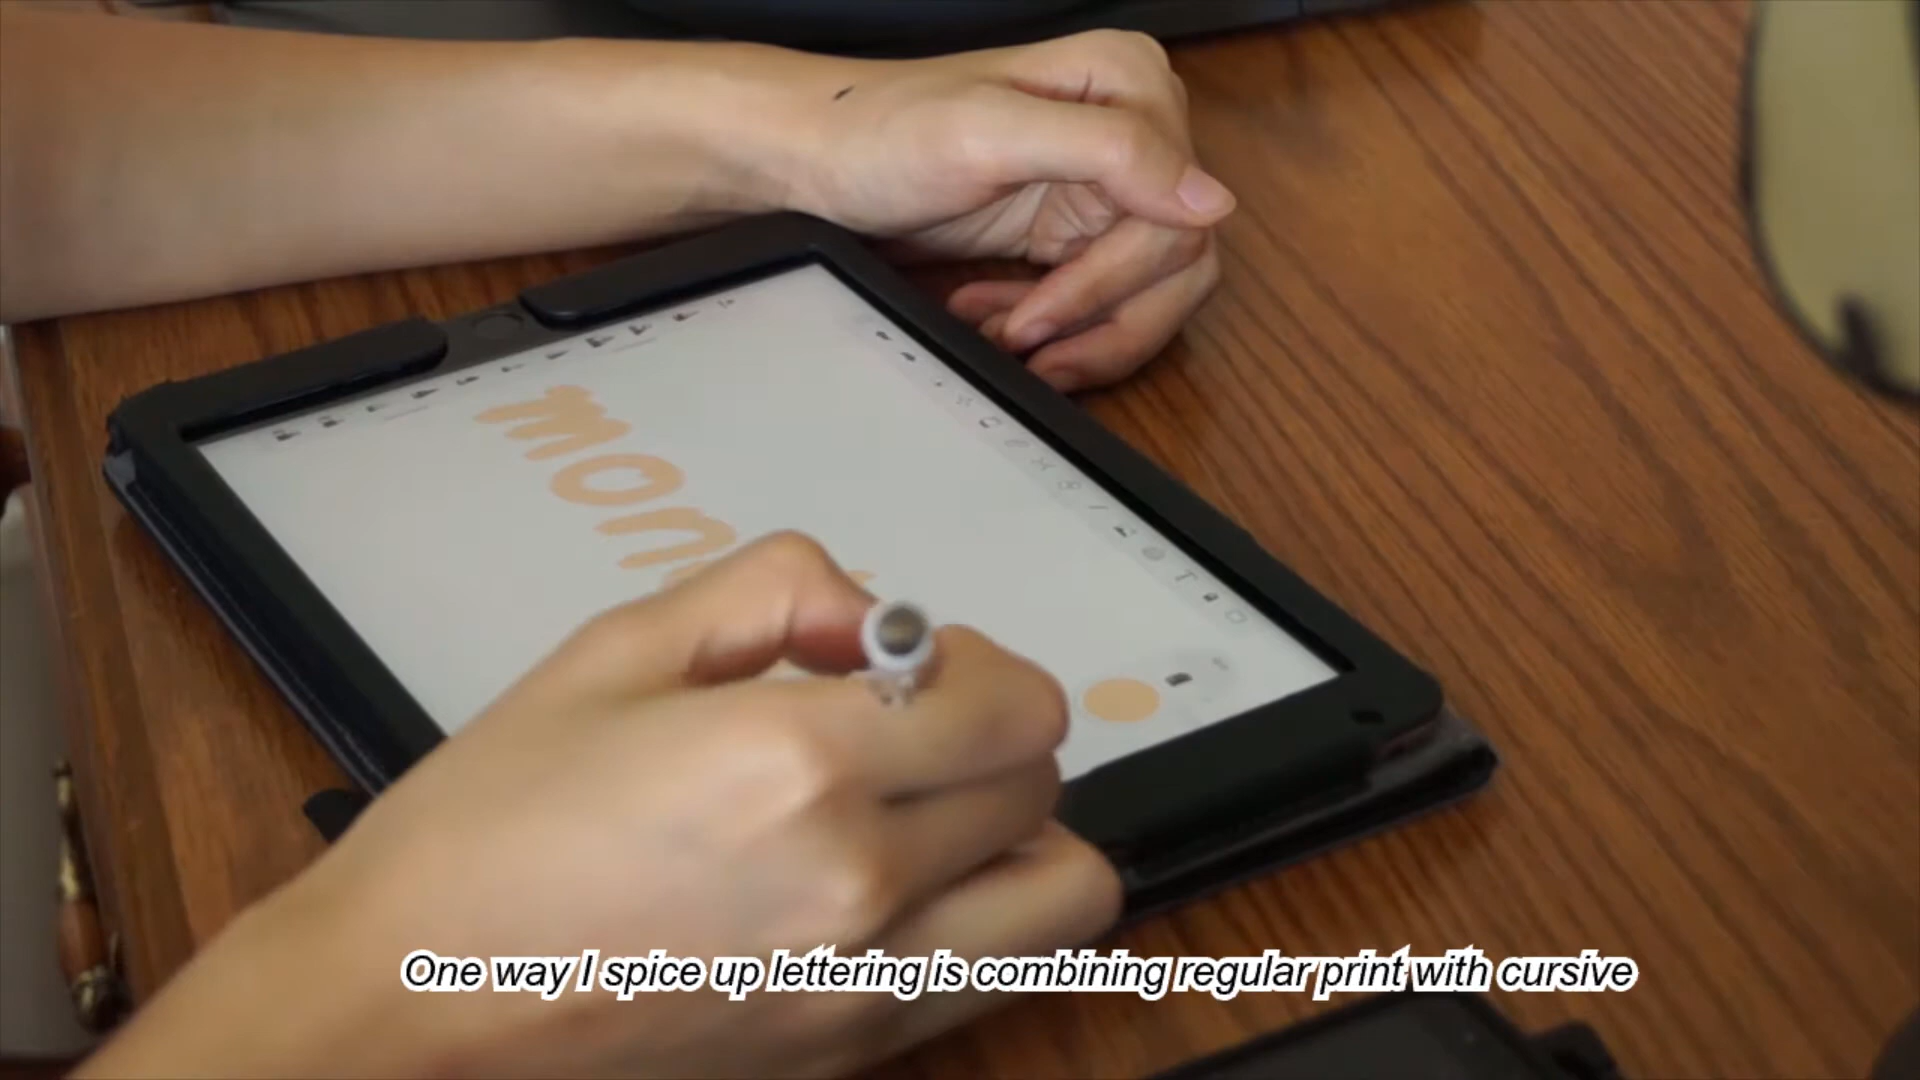 mon
One way I spice up lettering is combining regular print with cursive